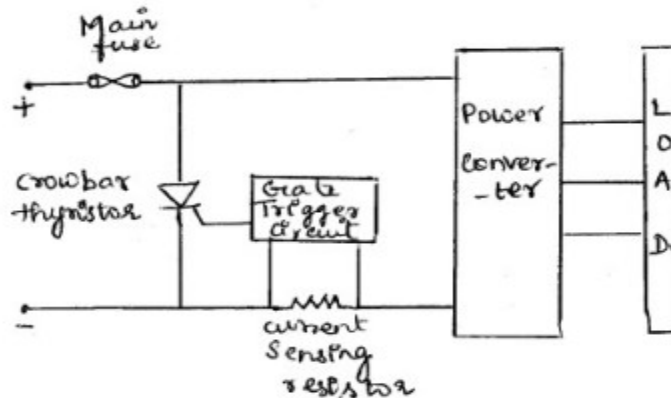 Main
fuse
+
Power
conver-
-ter
L
O
A
D
crowbar
thyristor
Gate
Trigger
circuit
-
current
Sensing
resistor